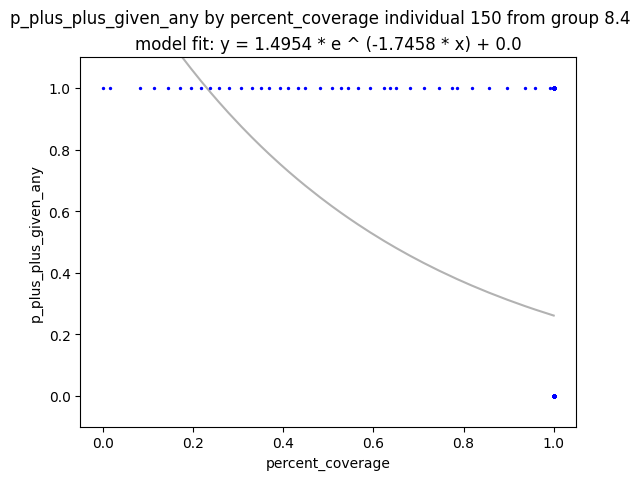 p_plus_plus_given_any by percent_coverage individual 150 from group 8.4
model fit: y = 1.4954 * e ^ (-1.7458 * x) + 0.0
1.0
0.8
0.6
0.4
0.2
0.0
p_plus_plus_given_any
0.0 0.2 0.4 0.6 0.8 1.0
percent_coverage